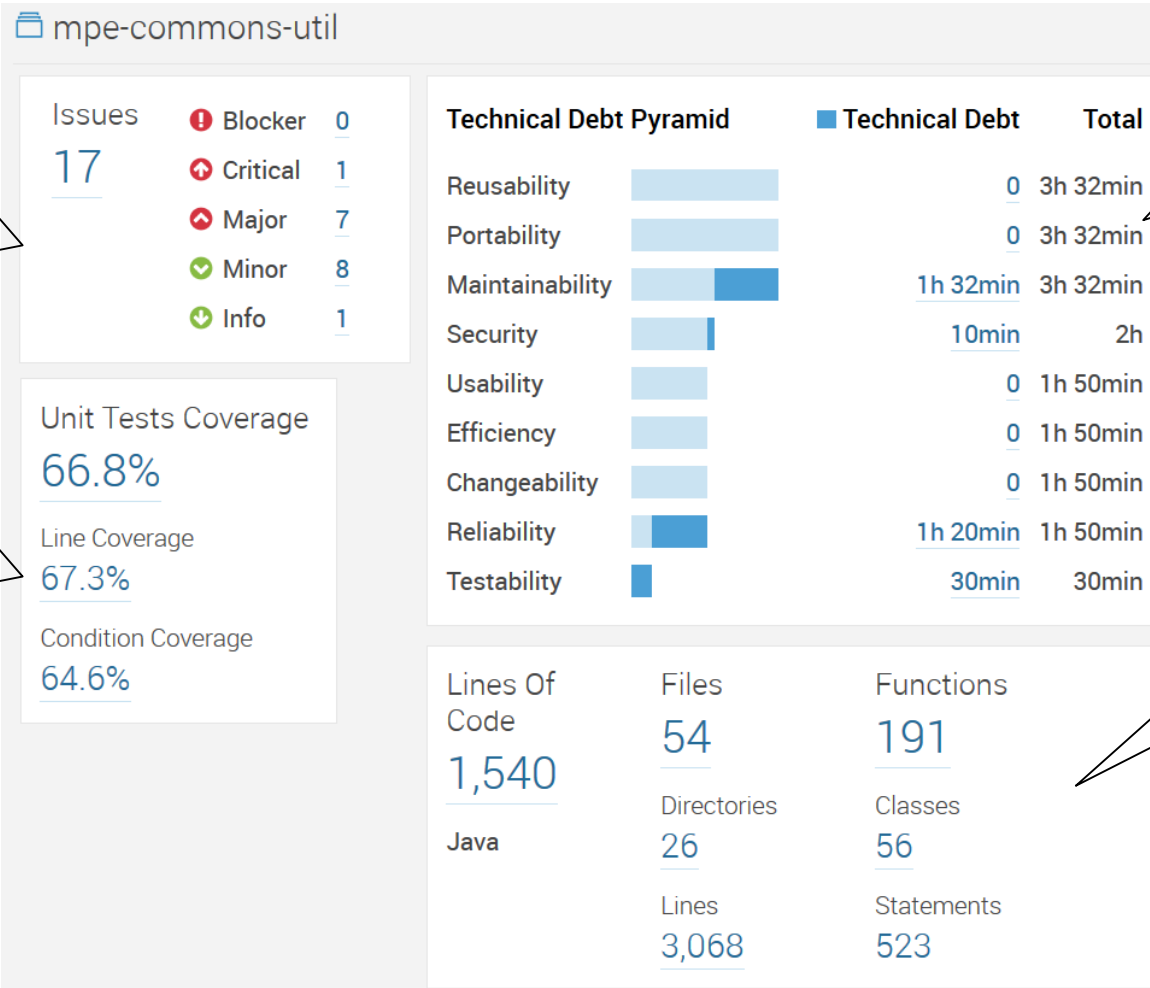 mpe-commons-util
Issues
17
Blocker 0
Critical 1
Major 7
Minor 8
Info 1
Unit Tests Coverage
66.8%
Line Coverage
67.3%
Condition Coverage
64.6%
Technical Debt Pyramid Technical Debt Total
Reusability 0 3h 32min
Portability 0 3h 32min
Maintainability 1h 32min 3h 32min
Security 10min 2h
Usability 0 1h 50min
Efficiency 0 1h 50min
Changeability 0 1h 50min
Reliability 1h 20min 1h 50min
Testability 30min 30min
Lines Of
Code
1,540
Java
Files
54
Directories
26
Lines
3,068
Functions
191
Classes
56
Statements
523